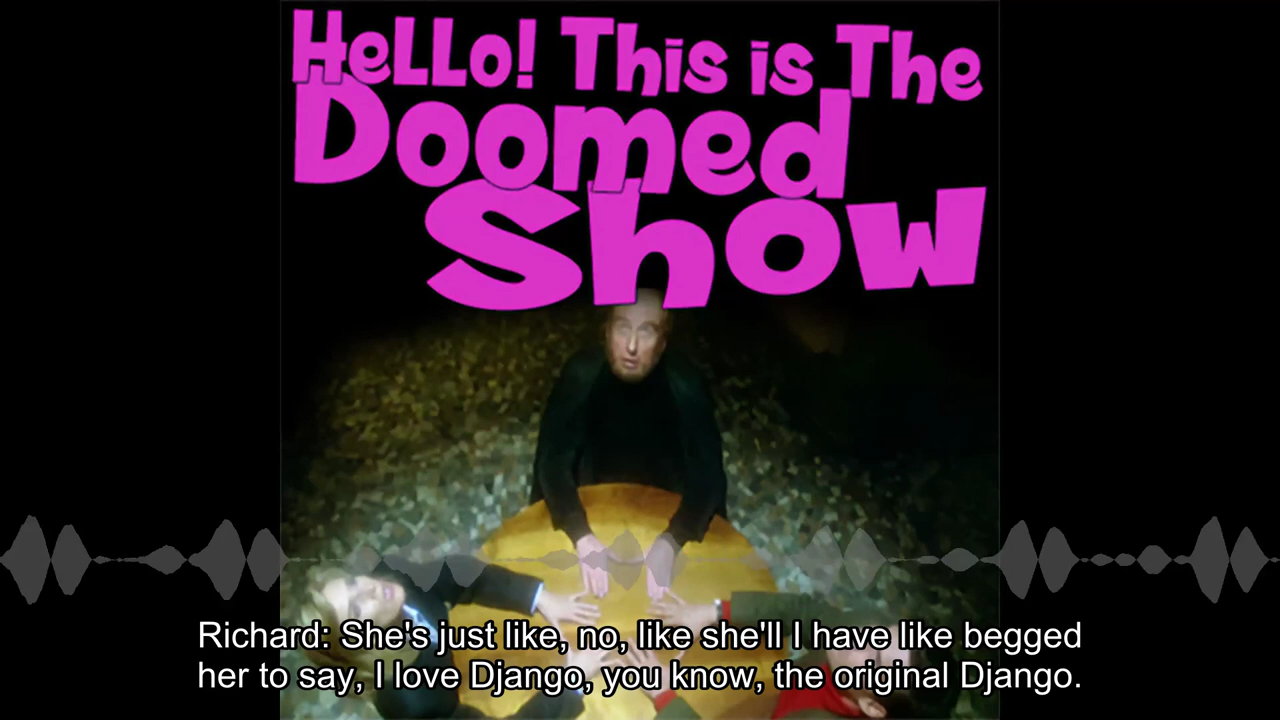 HeLLo! This is The
Doomed
Show
Richard: She's just like, no, like she'll I have like begged
her to say, I love Django, you know, the original Django.